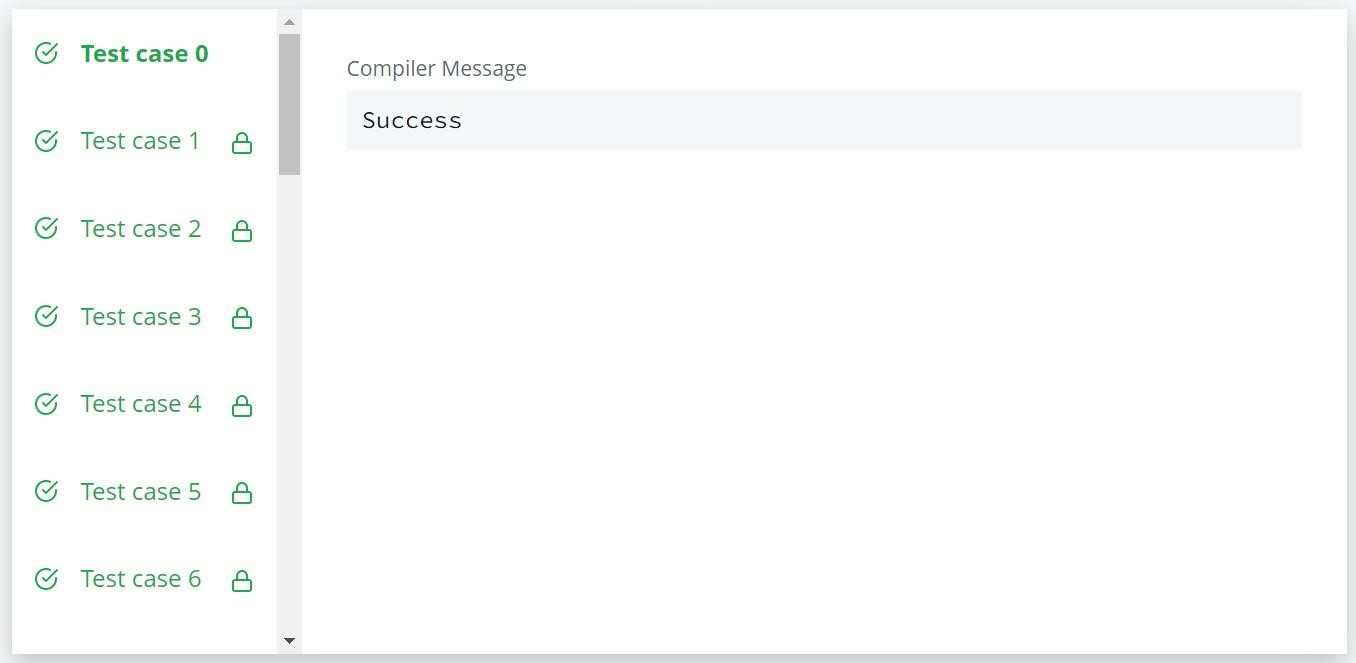 Test case 0
Test case 1
Test case 2
Test case 3
Test case 4
Test case 5
Test case 6
Compiler Message
Success